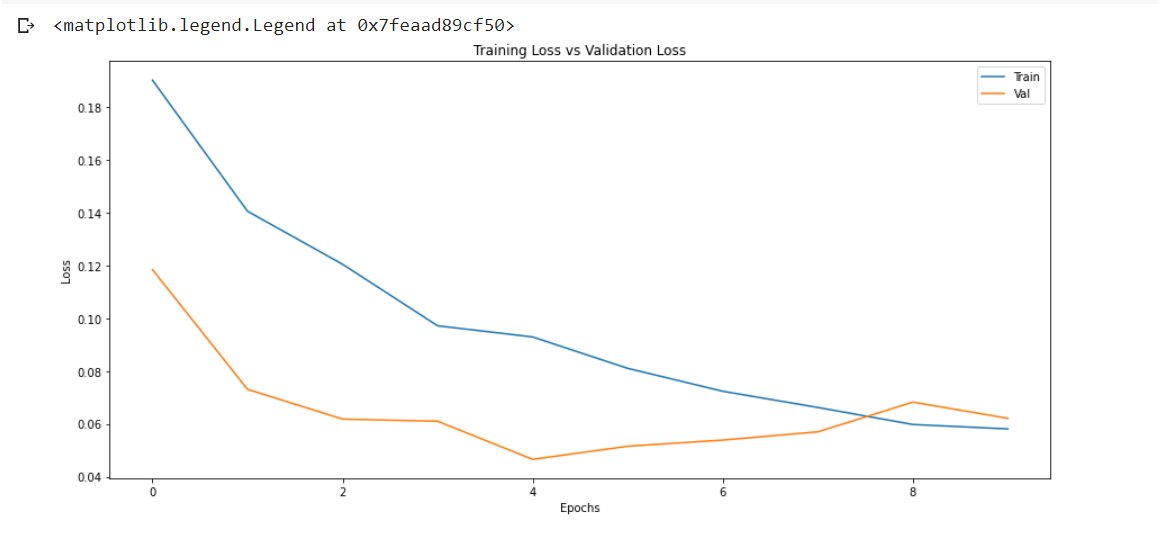 <matplotlib.legend.Legend at 0x7feaad89cf50>
Training Loss vs Validation Loss
Train
Val
0.18
0.16
0.14
0.12
0.10
0.08
0.06
0.04
Loss
0
2
4
6
8
Epochs